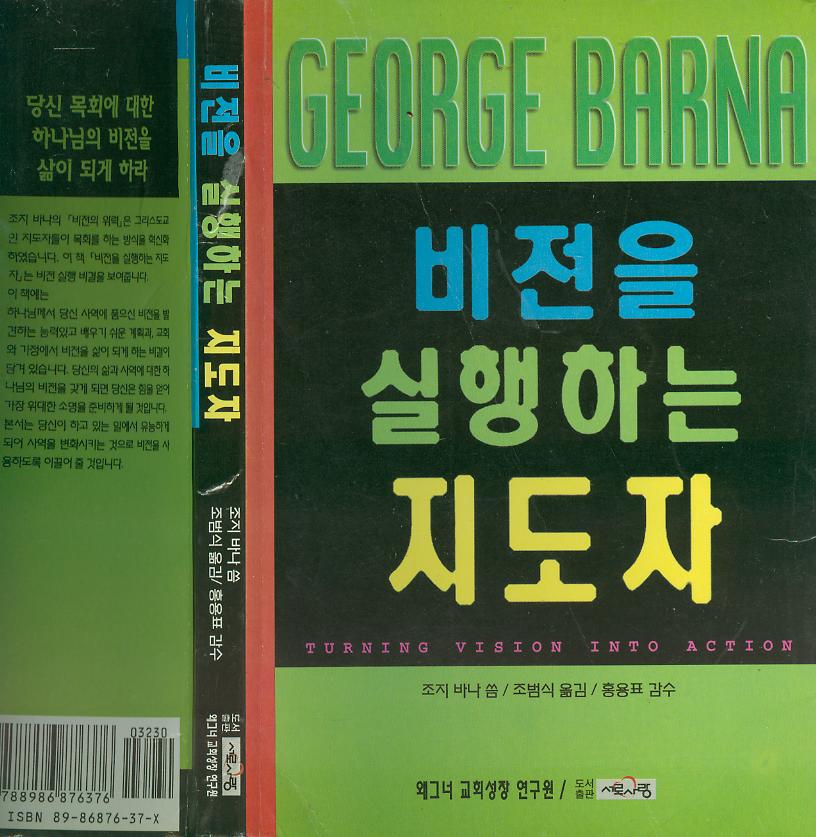 당신 목회에 대한
하나님의 비전을
삶이 되게 하라
조지 바나의 「비전의 위력」은 그리스도교
인 지도자들이 목회를 하는 방식을 혁신화
하였습니다. 이 책 「비전을 실행하는 지도
자」는 비전 실행 비결을 보여줍니다.
이 책에는
하나님께서 당신 사역에 품으신 비전을 발
견하는 능력있고 배우기 쉬운 계획과, 교회
와 가정에서 비전을 삶이 되게 하는 비결이
담겨 있습니다. 당신의 삶과 사역에 대한 하
나님의 비전을 갖게 되면 당신은 힘을 얻어
가장 위대한 소명을 준비하게 될 것입니다.
본서는 당신이 하고 있는 일에서 유능하게
되어 사역을 변화시키는 것으로 비전을 사
용하도록 이끌어 줄 것입니다.
03230
788986876376
ISBN 89-86876-37-X
비전을 실행하는 지도자
조지 바나 씀
조범식 옮김/홍용표 감수
도서
출판
서로사랑
왜그너 교회성장 연구원
GEORGE BARNA
비전을
실행하는
지도자
TURNING VISION INTO ACTION
조지 바나 씀 / 조범식 옮김 / 홍용표 감수
왜그너 교회성장 연구원 / 도서
출판 서로사랑